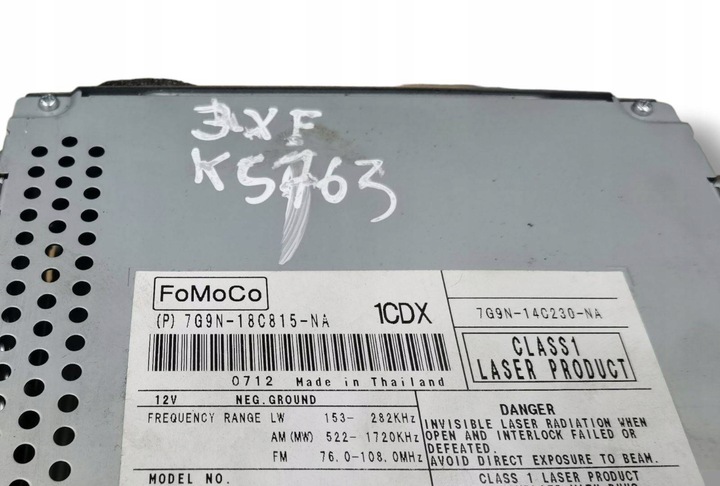 3XF
K5763
FoMoCo
1CDX
7G9N-14C230-NA
(P) 7G9N-18C815-NA
CLASS1
LASER PRODUCT
0712 Made in Thailand
12V NEG.GROUND
FREQUENCY RANGE LW 153- 282KHz
AM(MW) 522- 1720KHz
FM 76.0-108.0MHz
MODEL NO.
DANGER
INVISIBLE LASER RADIATION WHEN
OPEN AND INTERLOCK FAILED OR
DEFEATED.
AVOID DIRECT EXPOSURE TO BEAM.
CLASS 1 LASER PRODUCT